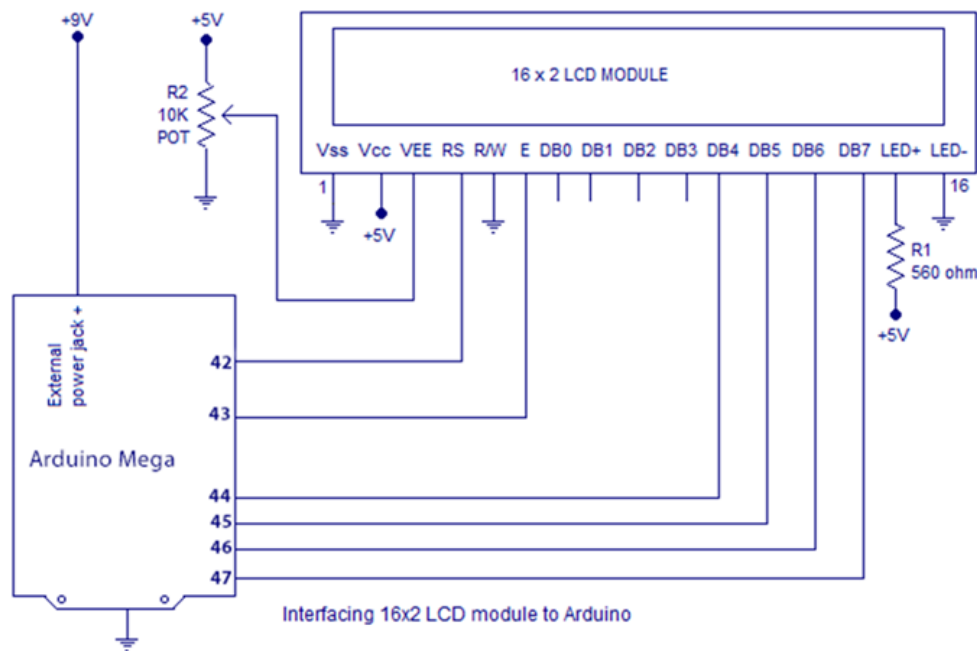 +9V
+5V
R2
10K
POT
16 x 2 LCD MODULE
Vss Vcc VEE RS R/W E DB0 DB1 DB2 DB3 DB4 DB5 DB6 DB7 LED+ LED-
1
16
+5V
R1
560 ohm
+5V
External
power jack +
Arduino Mega
42
43
44
45
46
47
Interfacing 16x2 LCD module to Arduino